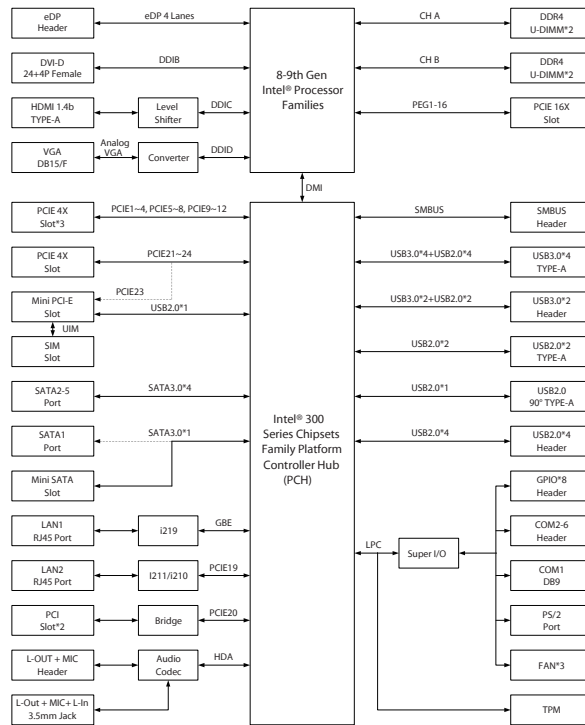 eDP
Header
eDP 4 Lanes
DVI-D
24+4P Female
DDIB
HDMI 1.4b
TYPE-A
Level
Shifter
DDIC
VGA
DB15/F
Analog
VGA
Converter
DDID
8-9th Gen
Intel® Processor
Families
CH A
DDR4
U-DIMM*2
CH B
DDR4
U-DIMM*2
PEG1-16
PCIE 16X
Slot
DMI
PCIE 4X
Slot*3
PCIE1~4, PCIE5~8, PCIE9~12
PCIE 4X
Slot
PCIE21~24
PCIE23
Mini PCI-E
Slot
USB2.0*1
UIM
SIM
Slot
SATA2-5
Port
SATA3.0*4
SATA1
Port
SATA3.0*1
Mini SATA
Slot
LAN1
RJ45 Port
i219
GBE
LAN2
RJ45 Port
I211/i210
PCIE19
PCI
Slot*2
Bridge
PCIE20
L-OUT + MIC
Header
Audio
Codec
HDA
L-Out + MIC+ L-In
3.5mm Jack
Intel® 300
Series Chipsets
Family Platform
Controller Hub
(PCH)
SMBUS
SMBUS
Header
USB3.0*4+USB2.0*4
USB3.0*4
TYPE-A
USB3.0*2+USB2.0*2
USB3.0*2
Header
USB2.0*2
USB2.0*2
TYPE-A
USB2.0*1
USB2.0
90° TYPE-A
USB2.0*4
USB2.0*4
Header
LPC
Super I/O
GPIO*8
Header
COM2-6
Header
COM1
DB9
PS/2
Port
FAN*3
TPM